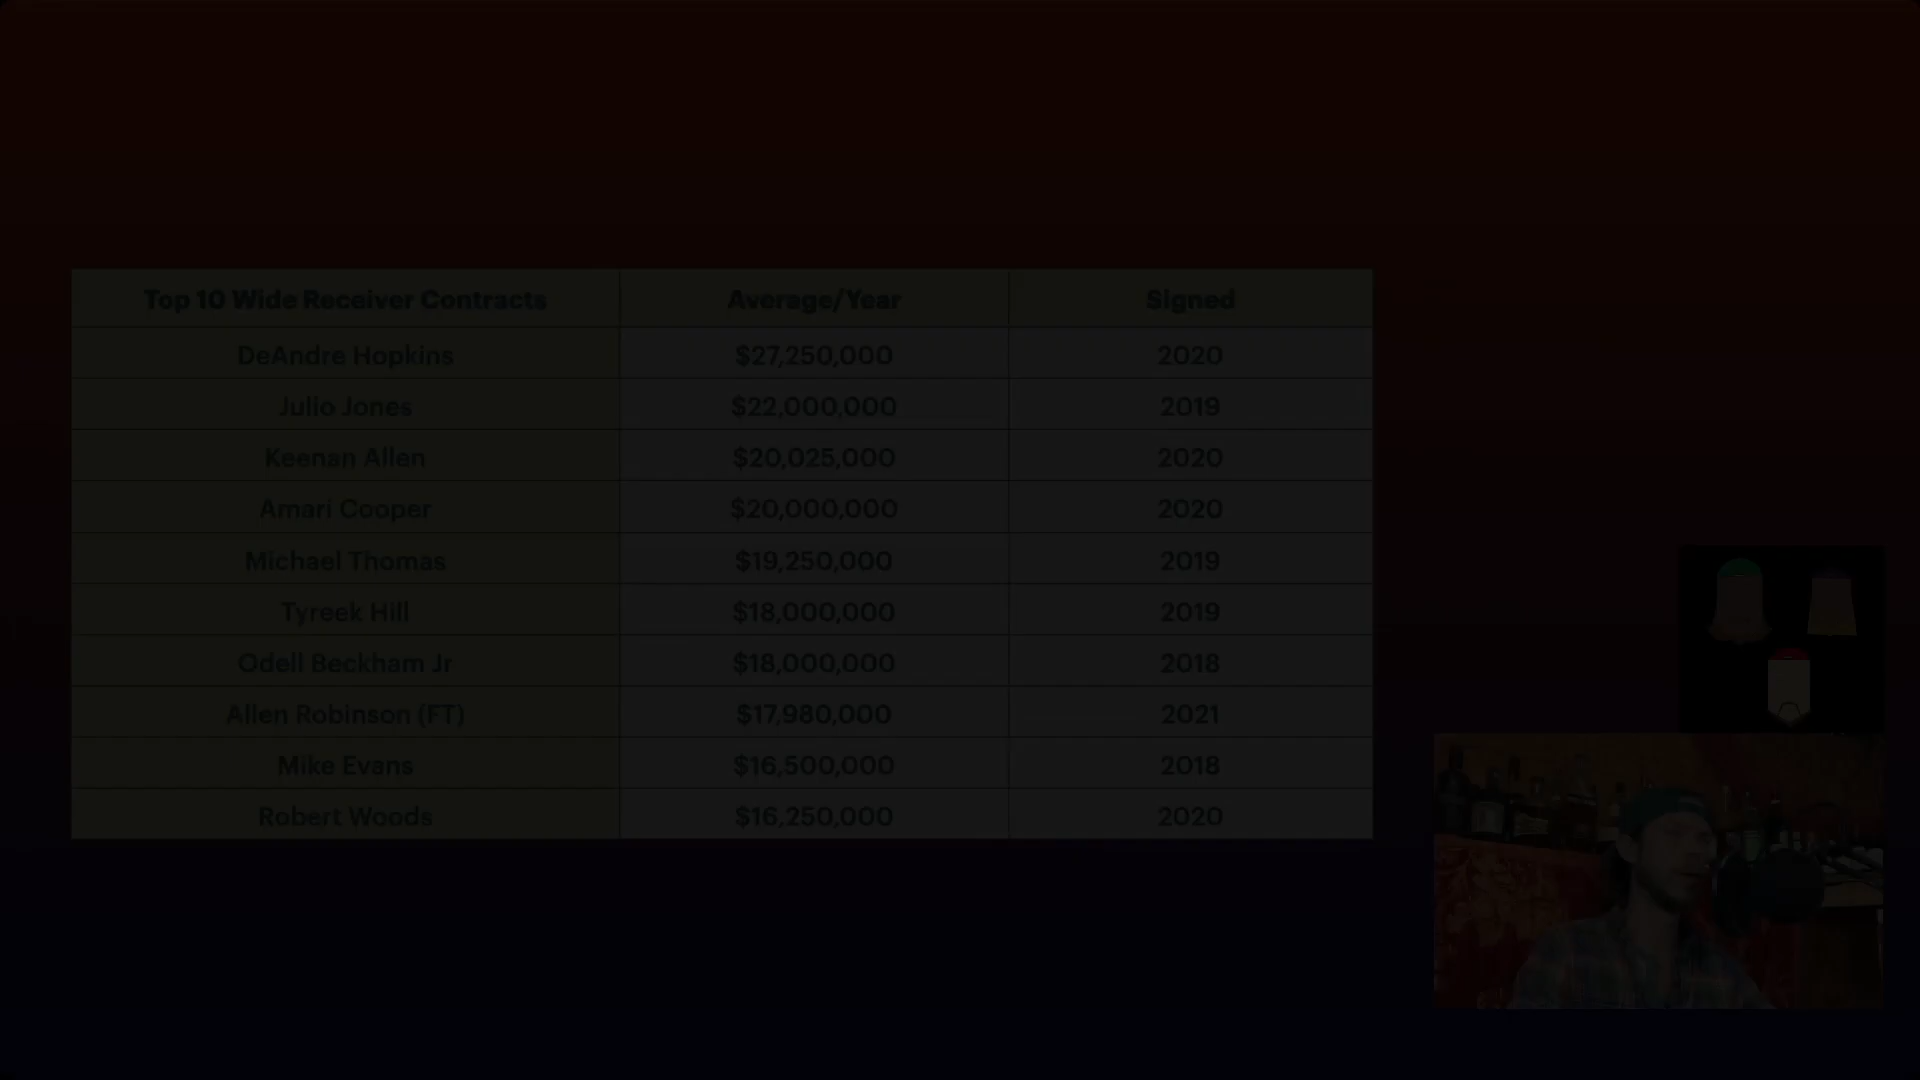 Top 10 Wide Receiver Contracts Average/Year Signed
DeAndre Hopkins $27,250,000 2020
Julio Jones $22,000,000 2019
Keenan Allen $20,025,000 2020
Amari Cooper $20,000,000 2020
Michael Thomas $19,250,000 2019
Tyreek Hill $18,000,000 2019
Odell Beckham Jr $18,000,000 2018
Allen Robinson (FT) $17,980,000 2021
Mike Evans $16,500,000 2018
Robert Woods $16,250,000 2020